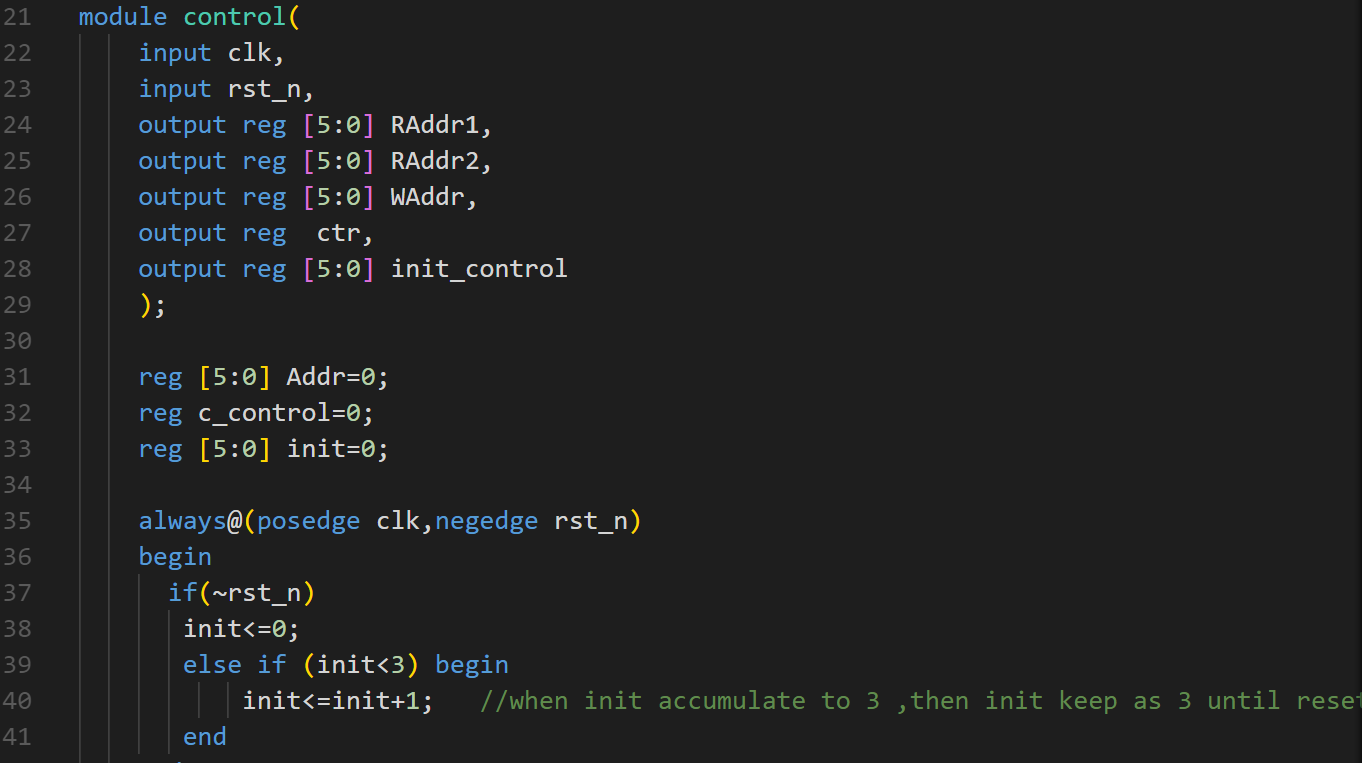 21 module control(
22 input clk,
23 input rst_n,
24 output reg [5:0] RAddr1,
25 output reg [5:0] RAddr2,
26 output reg [5:0] WAddr,
27 output reg  ctr,
28 output reg [5:0] init_control
29 );
30
31 reg [5:0] Addr=0;
32 reg c_control=0;
33 reg [5:0] init=0;
34
35 always@(posedge clk,negedge rst_n)
36 begin
37 if(~rst_n)
38 init<=0;
39 else if (init<3) begin
40 init<=init+1;   //when init accumulate to 3 ,then init keep as 3 until reset
41 end